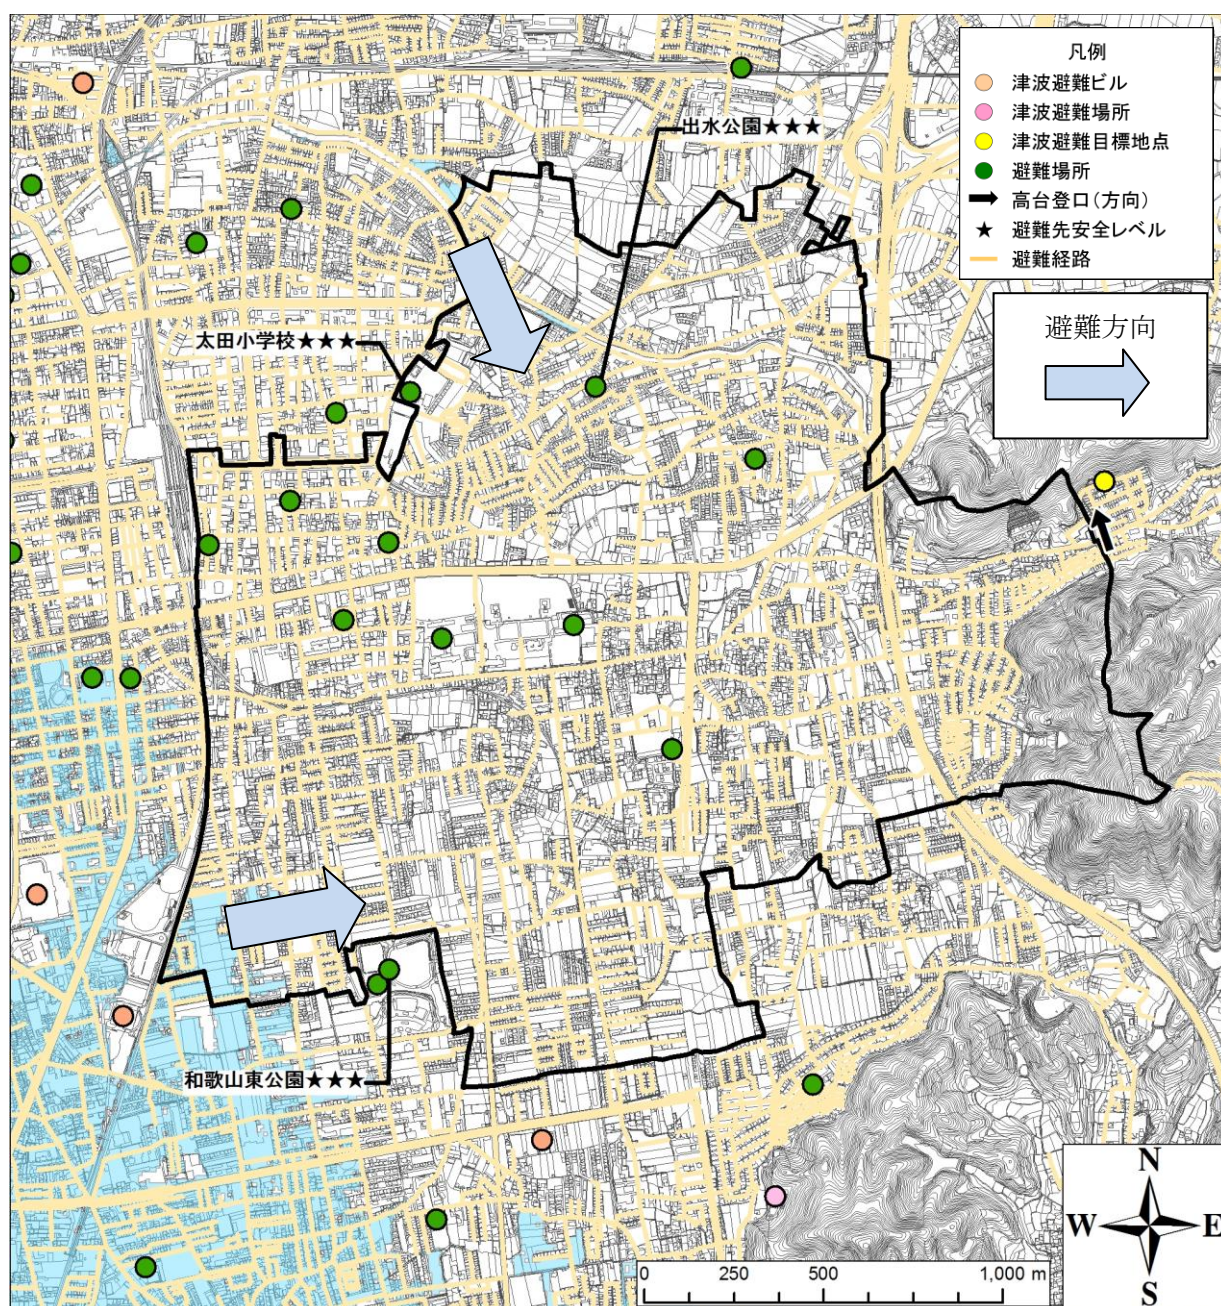 凡例
津波避難ビル
津波避難場所
津波避難目標地点
避難場所
高台登口(方向)
★ 避難先安全レベル
避難経路
避難方向
出水公園★★★
太田小学校★★★
和歌山東公園★★★
N
W E
S
0 250 500 1,000 m